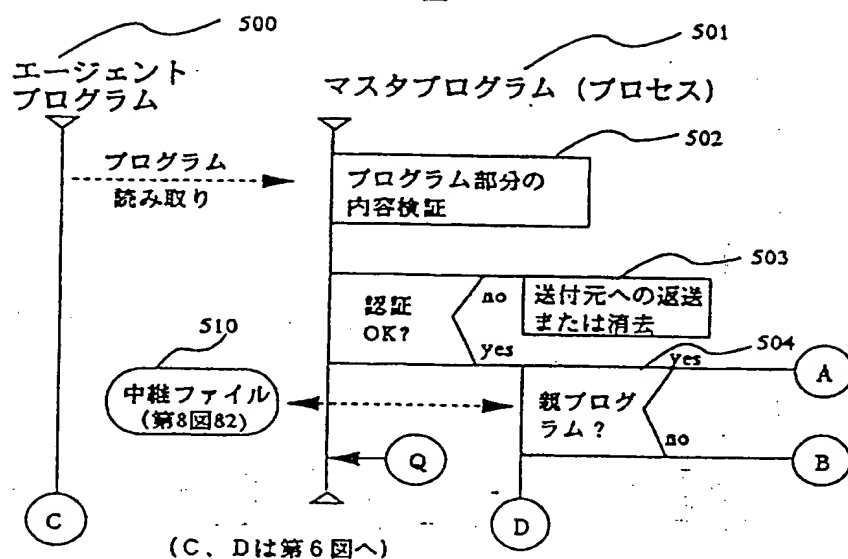 500
501
エージェント
プログラム
マスタプログラム (プロセス)
502
プログラム
読み取り
プログラム部分の
内容検証
503
認証
OK?
no
yes
送付元への返送
または消去
504
510
中継ファイル
(第8図82)
親プログ
ラム?
yes
no
A
B
Q
C
D
(C、Dは第6図へ)